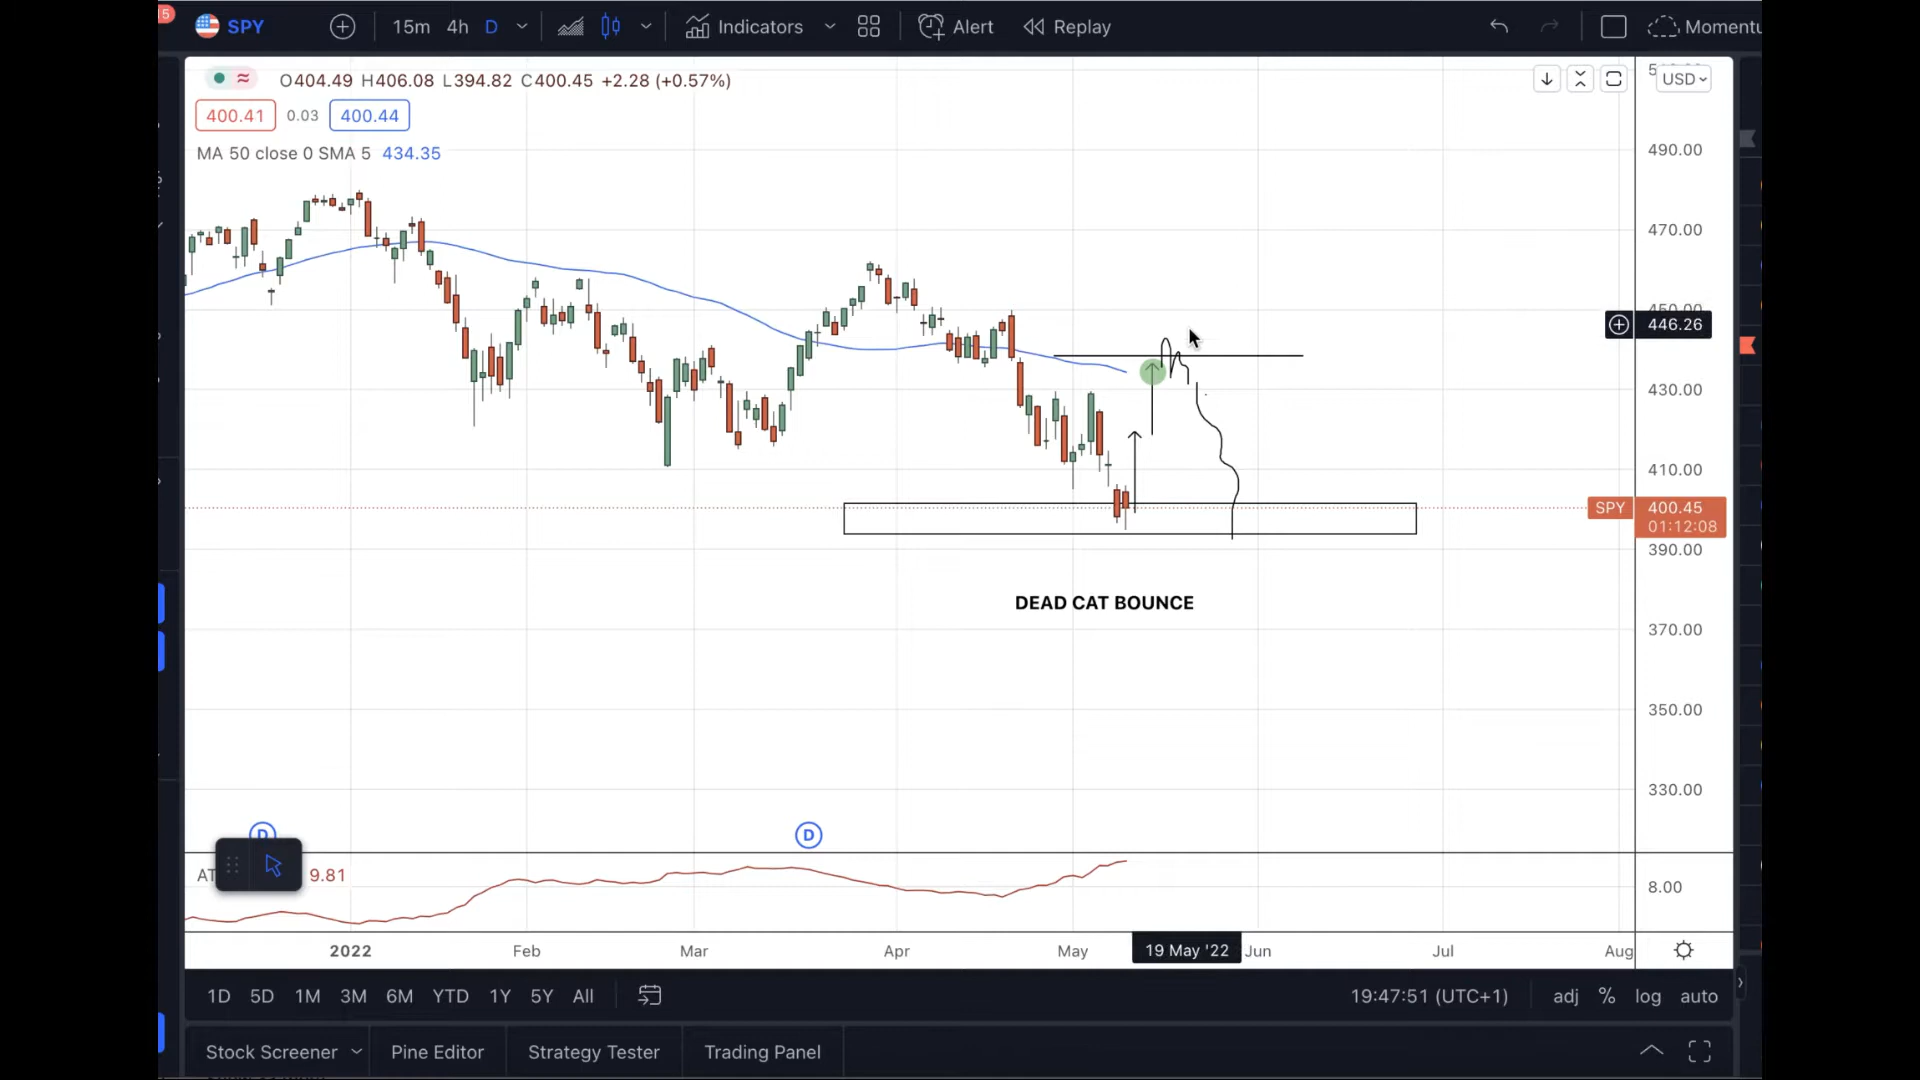 5 SPY 15m 4h D Indicators Alert Replay Momentu
O404.49 H406.08 L394.82 C400.45 +2.28 (+0.57%) USD
400.41 0.03 400.44
MA 50 close 0 SMA 5 434.35
490.00
470.00
450.00
446.26
430.00
410.00
SPY 400.45
01:12:08
390.00
DEAD CAT BOUNCE
370.00
350.00
330.00
D D
AT 9.81 8.00
2022 Feb Mar Apr May 19 May '22 Jun Jul Aug
1D 5D 1M 3M 6M YTD 1Y 5Y All 19:47:51 (UTC+1) adj % log auto
Stock Screener Pine Editor Strategy Tester Trading Panel